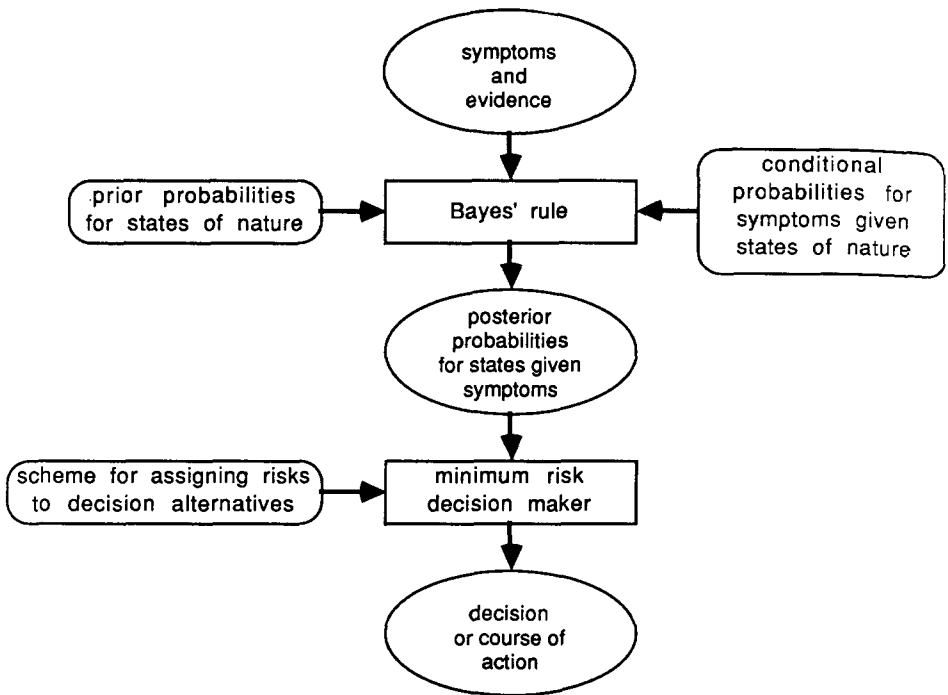 symptoms
and
evidence
prior probabilities
for states of nature
Bayes' rule
conditional
probabilities for
symptoms given
states of nature
posterior
probabilities
for states given
symptoms
scheme for assigning risks
to decision alternatives
minimum risk
decision maker
decision
or course of
action